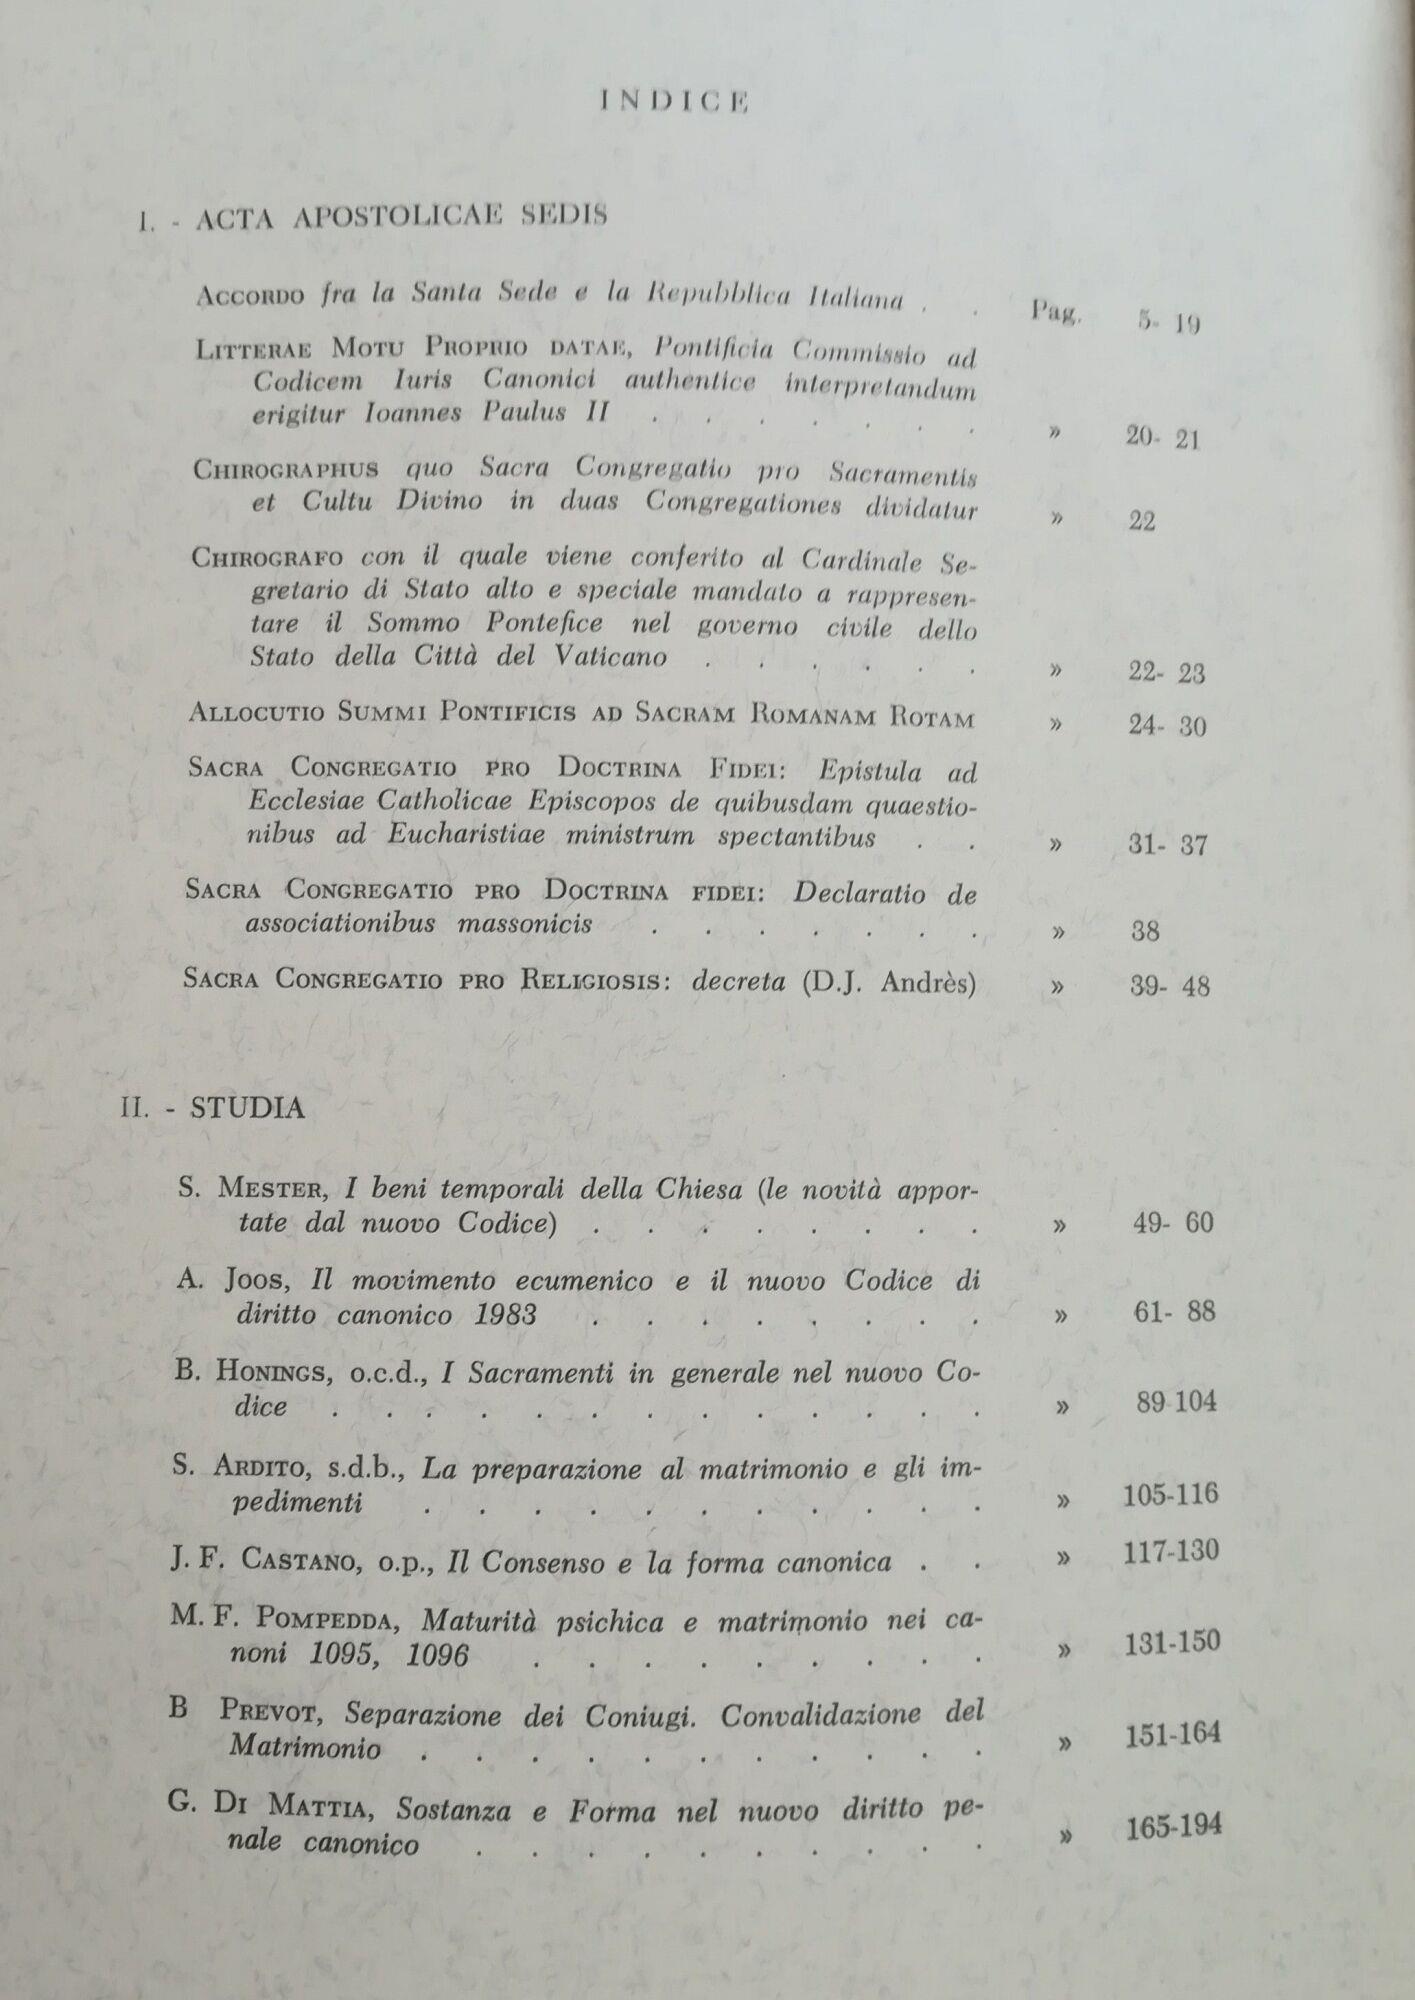 INDICE
I. - ACTA APOSTOLICAE SEDIS
ACCORDO fra la Santa Sede e la Repubblica Italiana . . Pag. 5- 19
LITTERAE MOTU PROPRIO DATAE, Pontificia Commissio ad
Codicem Iuris Canonici authentice interpretandum
erigitur Ioannes Paulus II . . . . . . . » 20- 21
CHIROGRAPHUS quo Sacra Congregatio pro Sacramentis
et Cultu Divino in duas Congregationes dividatur » 22
CHIROGRAFO con il quale viene conferito al Cardinale Se-
gretario di Stato alto e speciale mandato a rappresen-
tare il Sommo Pontefice nel governo civile dello
Stato della Città del Vaticano . . . . . . » 22- 23
ALLOCUTIO SUMMI PONTIFICIS AD SACRAM ROMANAM ROTAM » 24- 30
SACRA CONGREGATIO PRO DOCTRINA FIDEI: Epistula ad
Ecclesiae Catholicae Episcopos de quibusdam quaestio-
nibus ad Eucharistiae ministrum spectantibus . . » 31- 37
SACRA CONGREGATIO PRO DOCTRINA FIDEI: Declaratio de
associationibus massonicis . . . . . . . » 38
SACRA CONGREGATIO PRO RELIGIOSIS: decreta (D.J. Andrès) » 39- 48
II. - STUDIA
S. MESTER, I beni temporali della Chiesa (le novità appor-
tate dal nuovo Codice) . . . . . . . . » 49- 60
A. JOOS, Il movimento ecumenico e il nuovo Codice di
diritto canonico 1983 . . . . . . . . » 61- 88
B. HONINGS, o.c.d., I Sacramenti in generale nel nuovo Co-
dice . . . . . . . . . . . . . » 89-104
S. ARDITO, s.d.b., La preparazione al matrimonio e gli im-
pedimenti . . . . . . . . . . . » 105-116
J. F. CASTANO, o.p., Il Consenso e la forma canonica . . » 117-130
M. F. POMPEDDA, Maturità psichica e matrimonio nei ca-
noni 1095, 1096 . . . . . . . . . » 131-150
B PREVOT, Separazione dei Coniugi. Convalidazione del
Matrimonio . . . . . . . . . . . » 151-164
G. DI MATTIA, Sostanza e Forma nel nuovo diritto pe-
nale canonico . . . . . . . . . . » 165-194